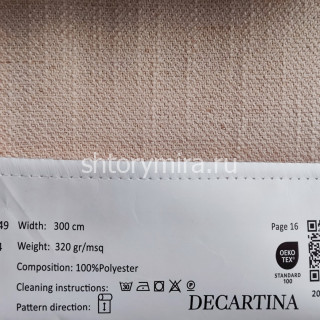 shtorymira.ru
49 Width: 300 cm
Page 16
4 Weight: 320 gr/msq
Composition: 100%Polyester
OEKO
TEX®
STANDARD
100
Cleaning instructions:
Pattern direction:
DECARTINA
20